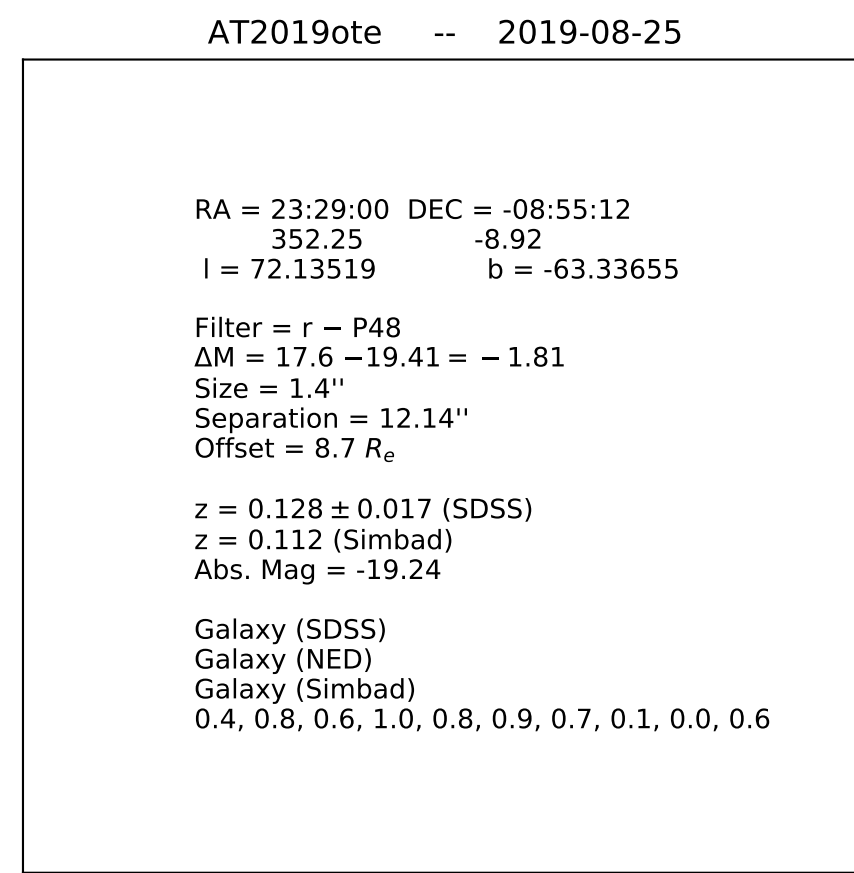 AT2019ote -- 2019-08-25
RA = 23:29:00 DEC = -08:55:12
352.25 -8.92
l = 72.13519 b = -63.33655
Filter = r − P48
ΔM = 17.6 −19.41 = − 1.81
Size = 1.4''
Separation = 12.14''
Offset = 8.7 Rₑ
z = 0.128 ± 0.017 (SDSS)
z = 0.112 (Simbad)
Abs. Mag = -19.24
Galaxy (SDSS)
Galaxy (NED)
Galaxy (Simbad)
0.4, 0.8, 0.6, 1.0, 0.8, 0.9, 0.7, 0.1, 0.0, 0.6